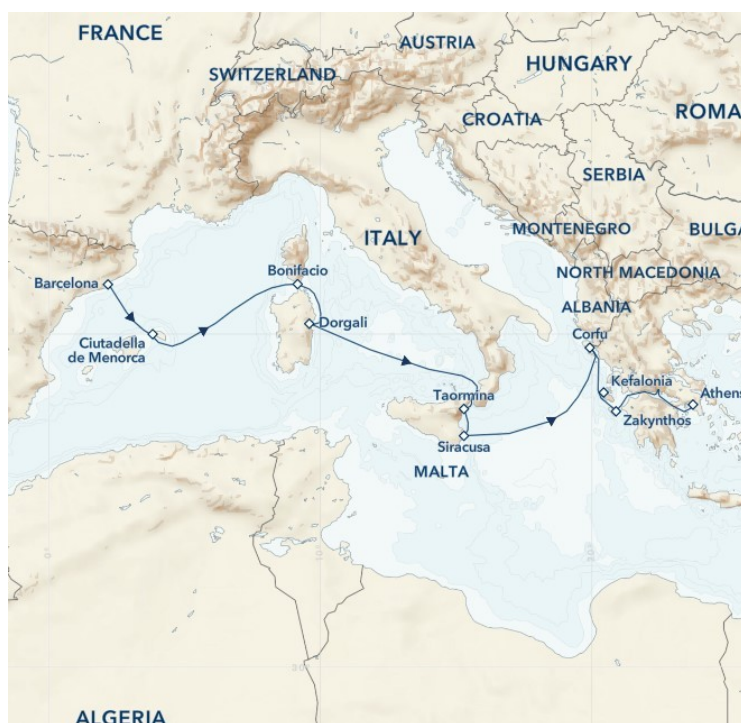 FRANCE
AUSTRIA
HUNGARY
SWITZERLAND
ROMA
CROATIA
SERBIA
MONTENEGRO
BULGA
ITALY
NORTH MACEDONIA
Bonifacio
Barcelona
ALBANIA
Dorgali
Corfu
Ciutadella
de Menorca
Kefalonia
Taormina
Athens
Zakynthos
Siracusa
MALTA
ALGERIA